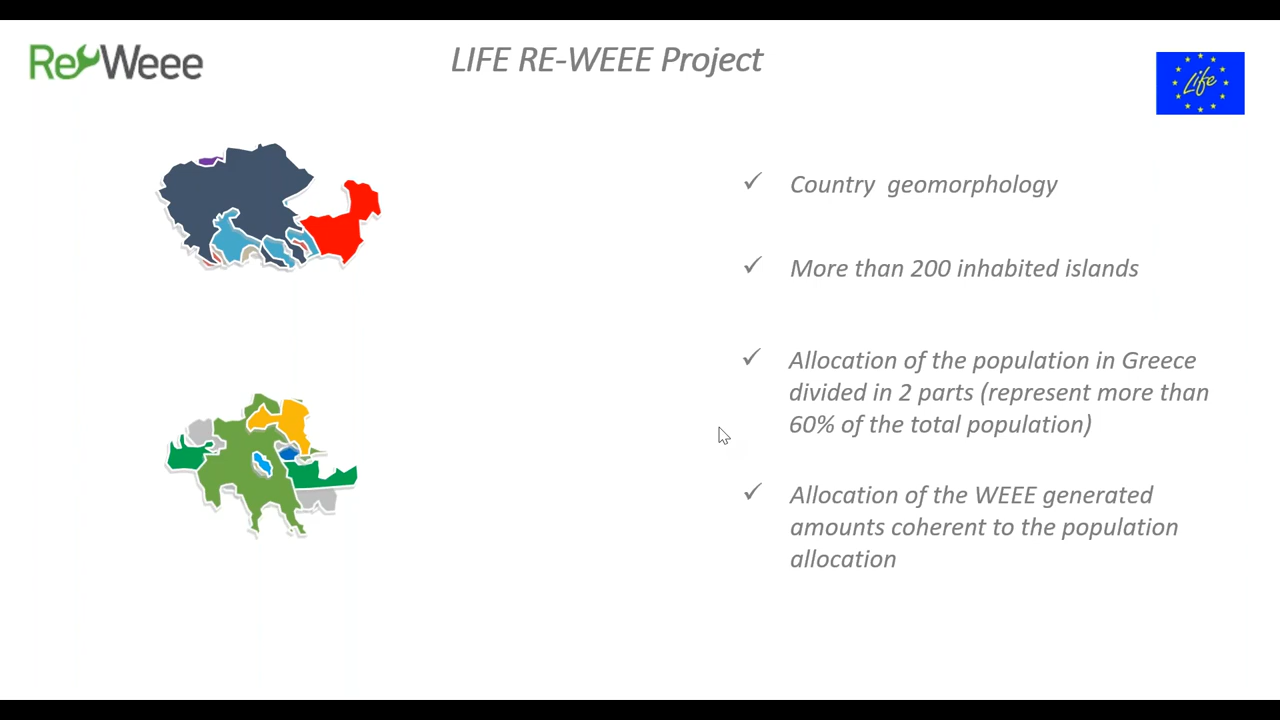 Re Weee
LIFE RE-WEEE Project
Life
Country geomorphology
More than 200 inhabited islands
Allocation of the population in Greece
divided in 2 parts (represent more than
60% of the total population)
Allocation of the WEEE generated
amounts coherent to the population
allocation